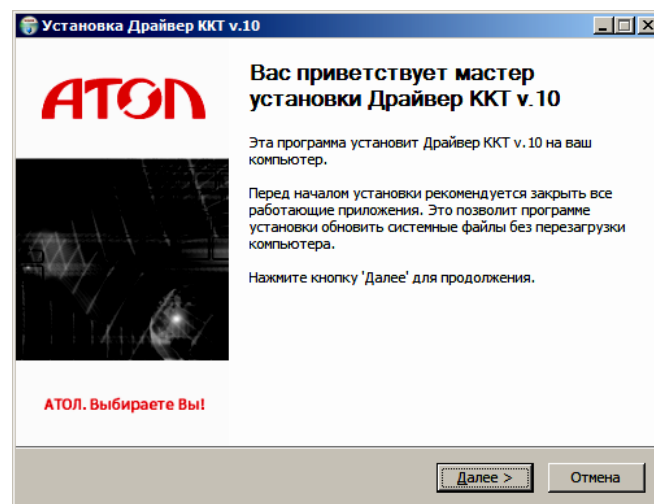 Установка Драйвер ККТ v.10
АТОЛ
Вас приветствует мастер
установки Драйвер ККТ v.10
Эта программа установит Драйвер ККТ v.10 на ваш
компьютер.
Перед началом установки рекомендуется закрыть все
работающие приложения. Это позволит программе
установки обновить системные файлы без перезагрузки
компьютера.
Нажмите кнопку 'Далее' для продолжения.
АТОЛ. Выбираете Вы!
Далее >
Отмена